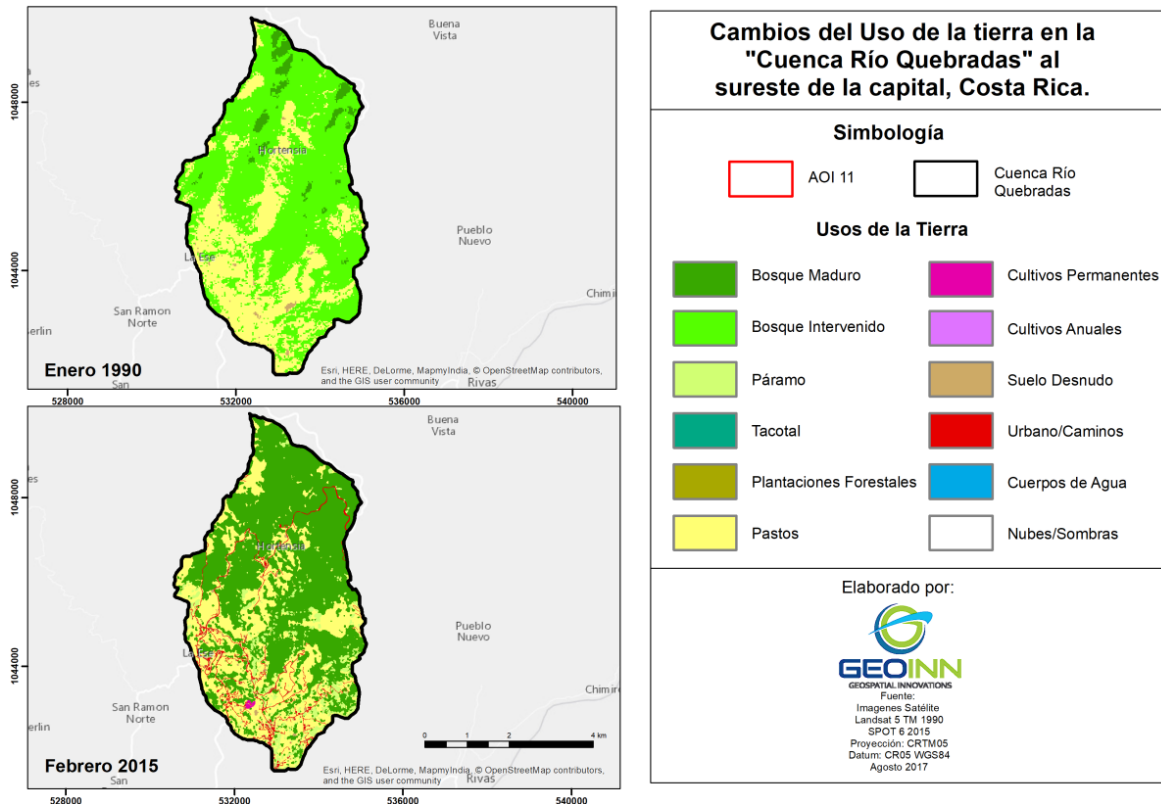 Buena
Vista
Hortensia
Pueblo
Nuevo
La Ese
San Ramon
Norte
Chimir
erlin
San
Rivas
es
Enero 1990
Esri, HERE, DeLorme, MapmyIndia, © OpenStreetMap contributors,
and the GIS user community
1048000
1044000
528000
532000
536000
540000
Buena
Vista
Hortensia
Pueblo
Nuevo
La Ese
San Ramon
Norte
Chimir
erlin
San
Rivas
es
0 1 2 4 km
Febrero 2015
Esri, HERE, DeLorme, MapmyIndia, © OpenStreetMap contributors,
and the GIS user community
1048000
1044000
528000
532000
536000
540000
Cambios del Uso de la tierra en la
"Cuenca Río Quebradas" al
sureste de la capital, Costa Rica.
Simbología
AOI 11
Cuenca Río
Quebradas
Usos de la Tierra
Bosque Maduro
Cultivos Permanentes
Bosque Intervenido
Cultivos Anuales
Páramo
Suelo Desnudo
Tacotal
Urbano/Caminos
Plantaciones Forestales
Cuerpos de Agua
Pastos
Nubes/Sombras
Elaborado por:
GEOINN
GEOSPATIAL INNOVATIONS
Fuente:
Imagenes Satélite
Landsat 5 TM 1990
SPOT 6 2015
Proyección: CRTM05
Datum: CR05 WGS84
Agosto 2017